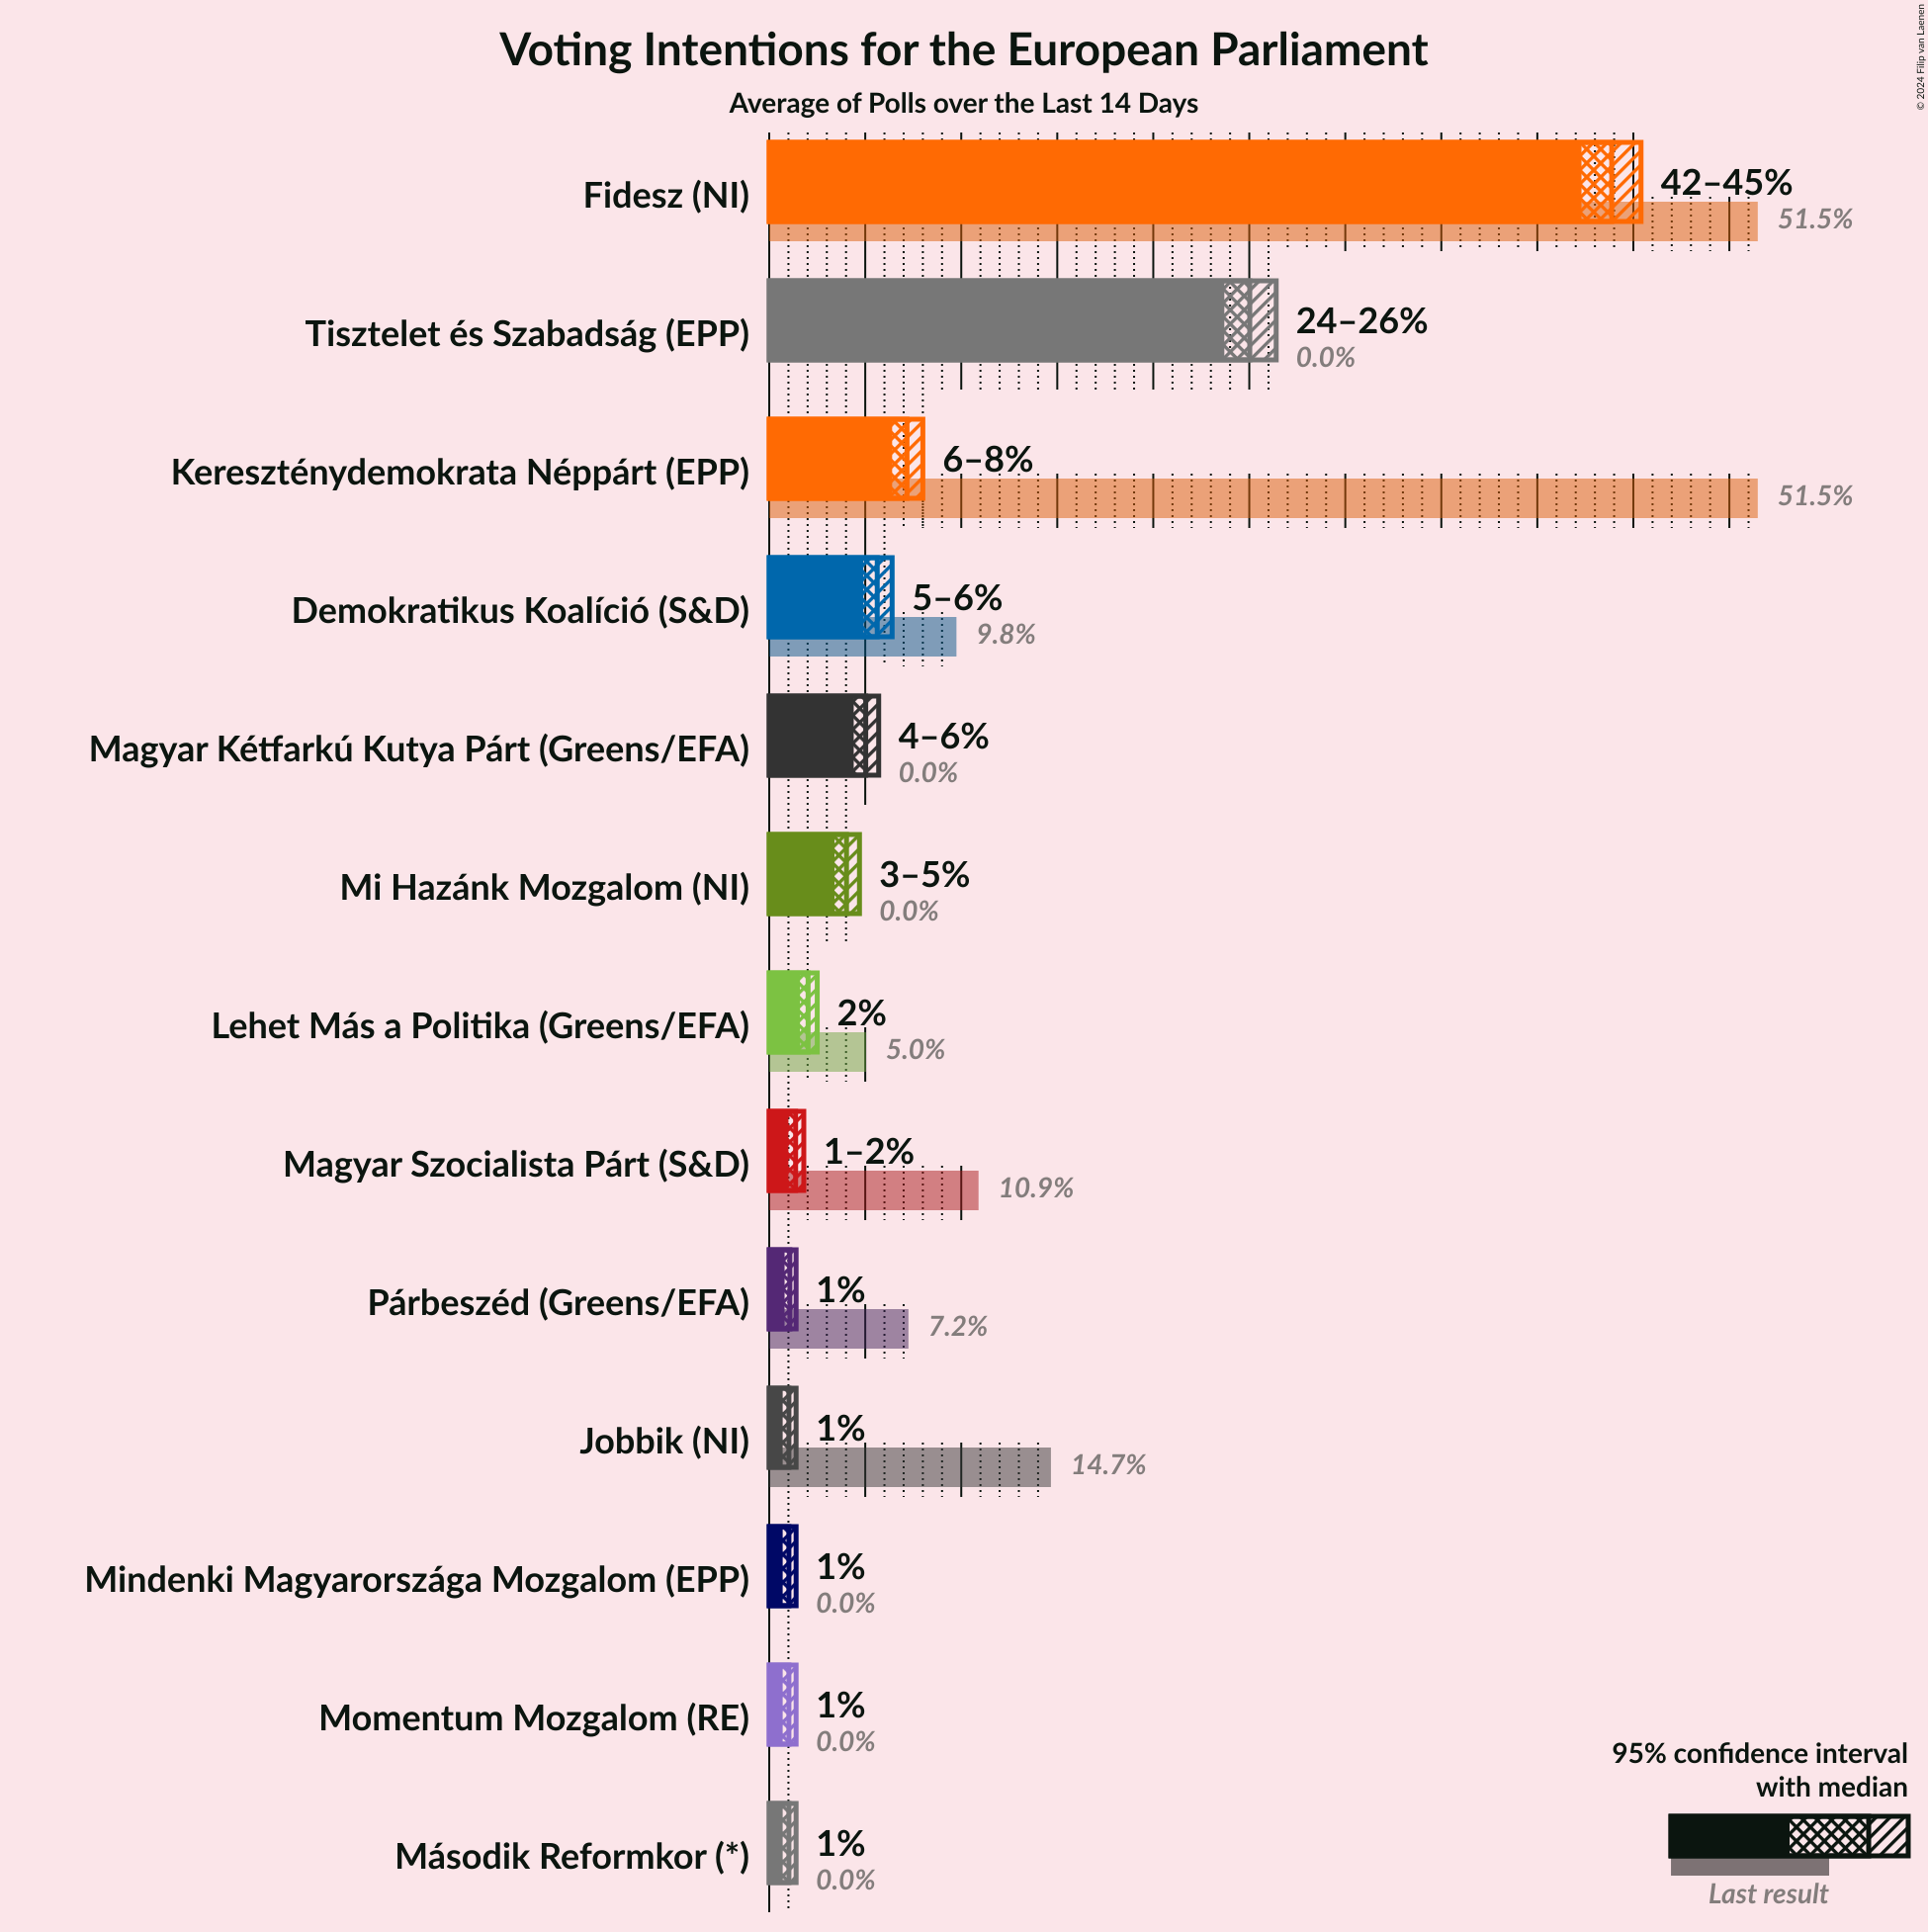 © 2024 Filip van Laenen
Voting Intentions for the European Parliament
Average of Polls over the Last 14 Days
Fidesz (NI)
42–45%
51.5%
Tisztelet és Szabadság (EPP)
24–26%
0.0%
Kereszténydemokrata Néppárt (EPP)
6–8%
51.5%
Demokratikus Koalíció (S&D)
5–6%
9.8%
Magyar Kétfarkú Kutya Párt (Greens/EFA)
4–6%
0.0%
Mi Hazánk Mozgalom (NI)
3–5%
0.0%
Lehet Más a Politika (Greens/EFA)
2%
5.0%
Magyar Szocialista Párt (S&D)
1–2%
10.9%
Párbeszéd (Greens/EFA)
1%
7.2%
Jobbik (NI)
1%
14.7%
Mindenki Magyarországa Mozgalom (EPP)
1%
0.0%
Momentum Mozgalom (RE)
1%
0.0%
Második Reformkor (*)
1%
0.0%
95% confidence interval
with median
Last result